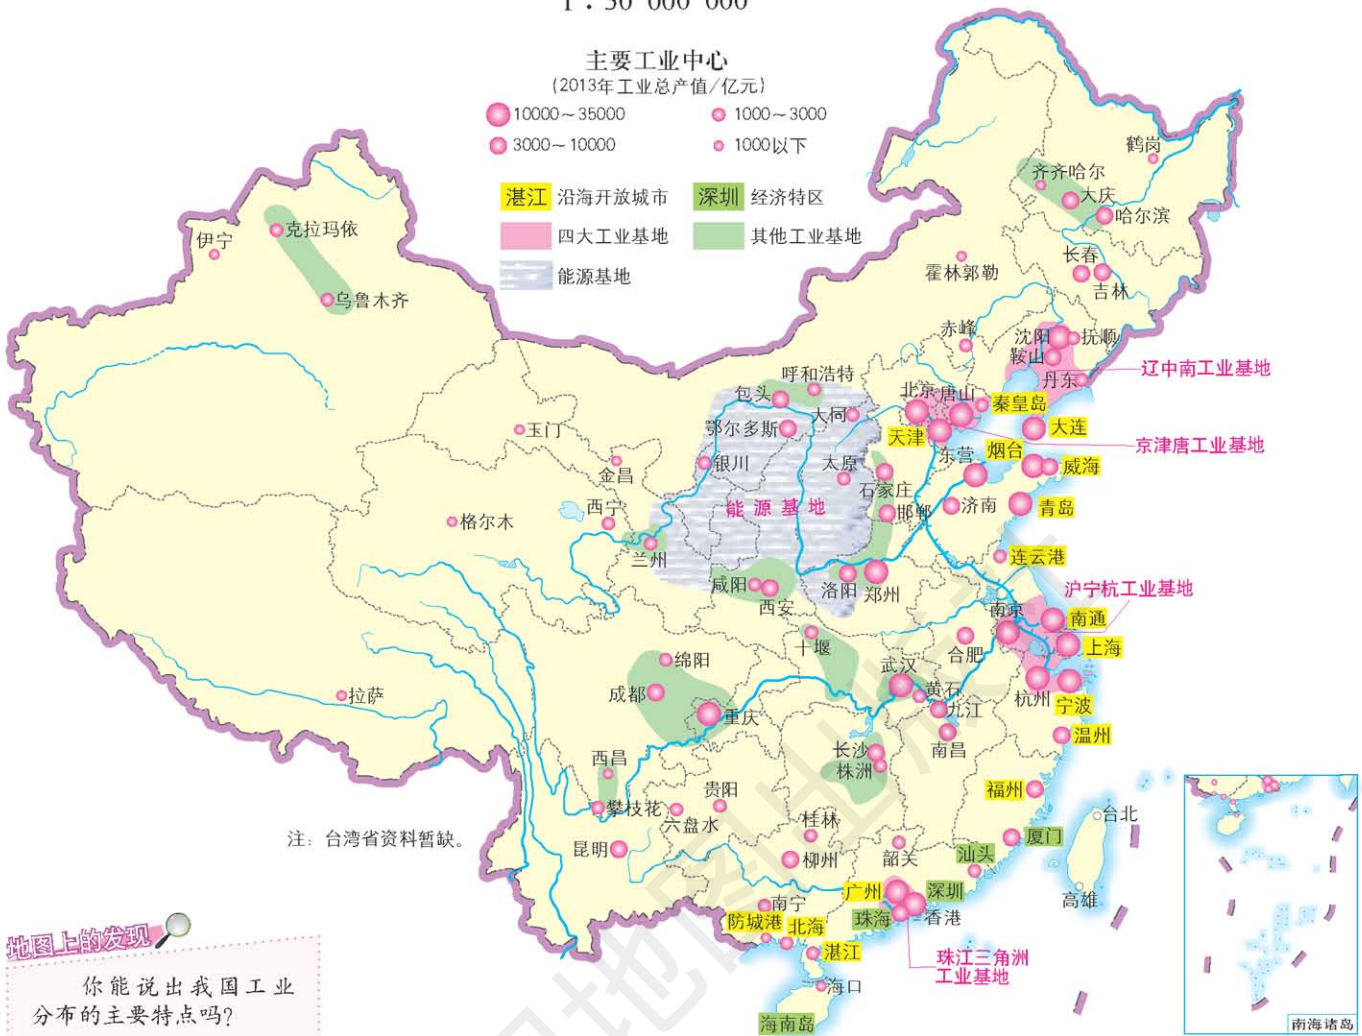 1：30 000 000
主要工业中心
(2013年工业总产值/亿元)
10000～35000
1000～3000
3000～10000
1000以下
湛江 沿海开放城市
深圳 经济特区
四大工业基地
其他工业基地
能源基地
鹤岗
齐齐哈尔
大庆
哈尔滨
克拉玛依
伊宁
乌鲁木齐
霍林郭勒
长春
吉林
赤峰
沈阳
抚顺
鞍山
丹东
辽中南工业基地
呼和浩特
包头
北京
唐山
秦皇岛
大同
鄂尔多斯
天津
大连
玉门
京津唐工业基地
银川
太原
东营
烟台
威海
金昌
石家庄
西宁
能源基地
邯郸
济南
青岛
格尔木
兰州
连云港
咸阳
西安
洛阳
郑州
沪宁杭工业基地
南京
南通
十堰
合肥
上海
绵阳
武汉
成都
黄石
拉萨
重庆
九江
杭州
宁波
南昌
温州
长沙
株洲
西昌
贵阳
福州
攀枝花
六盘水
桂林
台北
注：台湾省资料暂缺。
昆明
柳州
韶关
汕头
厦门
高雄
广州
深圳
南宁
珠海
香港
防城港
北海
湛江
珠江三角洲
工业基地
海口
海南岛
南海诸岛
地图上的发现
你能说出我国工业
分布的主要特点吗？